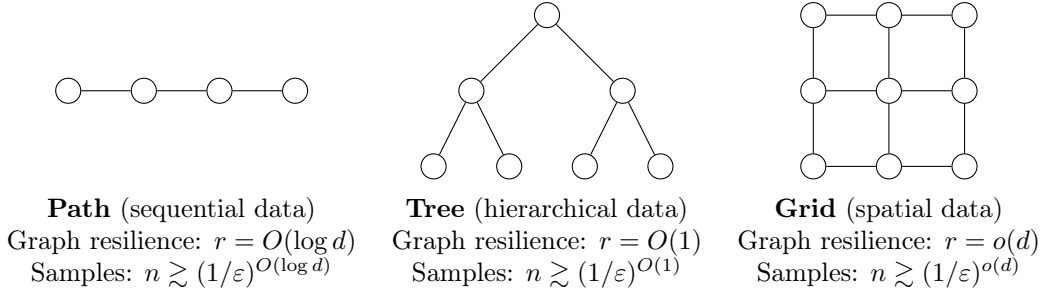 Path (sequential data)
Graph resilience: r = O(log d)
Samples: n ≳ (1/ε)^{O(log d)}
Tree (hierarchical data)
Graph resilience: r = O(1)
Samples: n ≳ (1/ε)^{O(1)}
Grid (spatial data)
Graph resilience: r = o(d)
Samples: n ≳ (1/ε)^{o(d)}